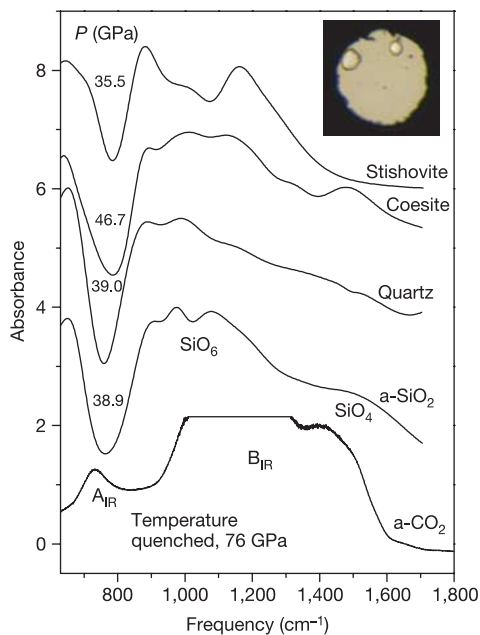 P (GPa)
8
35.5
Stishovite
6
Coesite
46.7
39.0
Quartz
4
SiO₆
38.9
a-SiO₂
SiO₄
2
B_IR
A_IR
a-CO₂
Temperature
quenched, 76 GPa
0
Absorbance
800 1,000 1,200 1,400 1,600 1,800
Frequency (cm⁻¹)